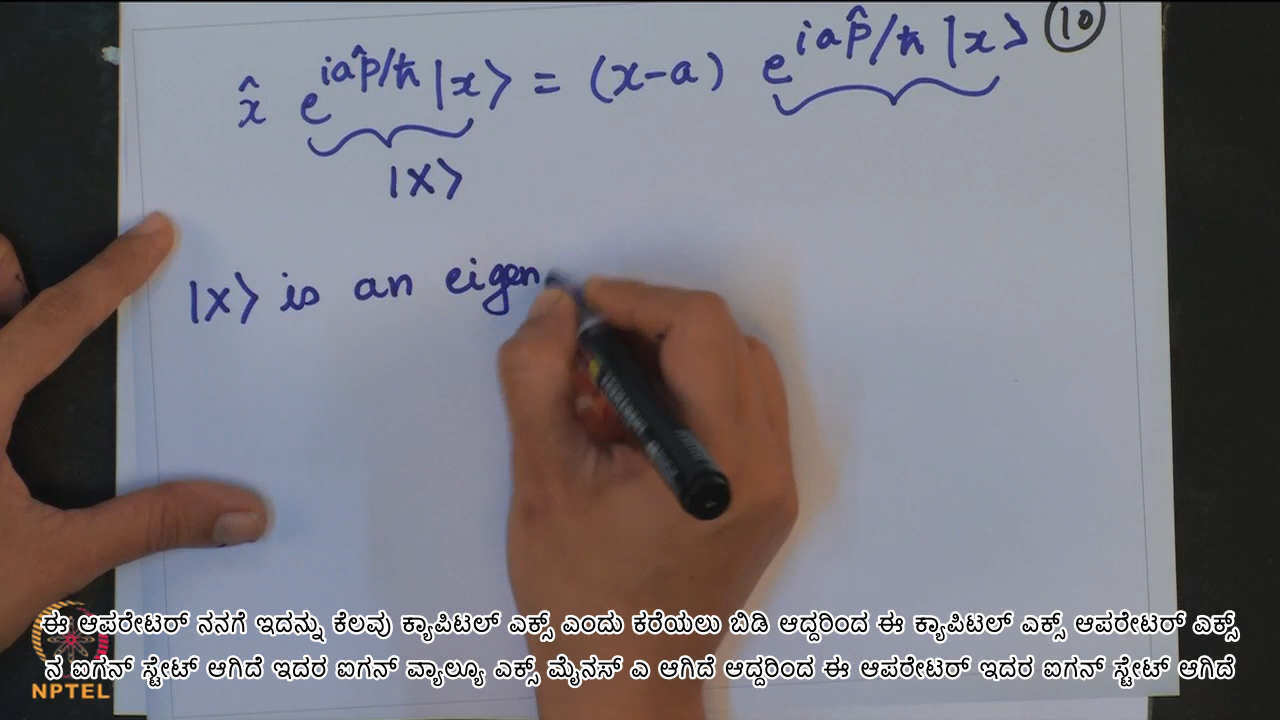 x̂ e^{iap̂/ħ} |x⟩ = (x-a) e^{iap̂/ħ} |x⟩ ⑩
|X⟩
|X⟩ is an eigen
ಈ ಆಪರೇಟರ್ ನನಗೆ ಇದನ್ನು ಕೆಲವು ಕ್ಯಾಪಿಟಲ್ ಎಕ್ಸ್ ಎಂದು ಕರೆಯಲು ಬಿಡಿ ಆದ್ದರಿಂದ ಈ ಕ್ಯಾಪಿಟಲ್ ಎಕ್ಸ್ ಆಪರೇಟರ್ ಎಕ್ಸ್
ನ ಐಗನ್ ಸ್ಟೇಟ್ ಆಗಿದೆ ಇದರ ಐಗನ್ ವ್ಯಾಲ್ಯೂ ಎಕ್ಸ್ ಮೈನಸ್ ಎ ಆಗಿದೆ ಆದ್ದರಿಂದ ಈ ಆಪರೇಟರ್ ಇದರ ಐಗನ್ ಸ್ಟೇಟ್ ಆಗಿದೆ
NPTEL